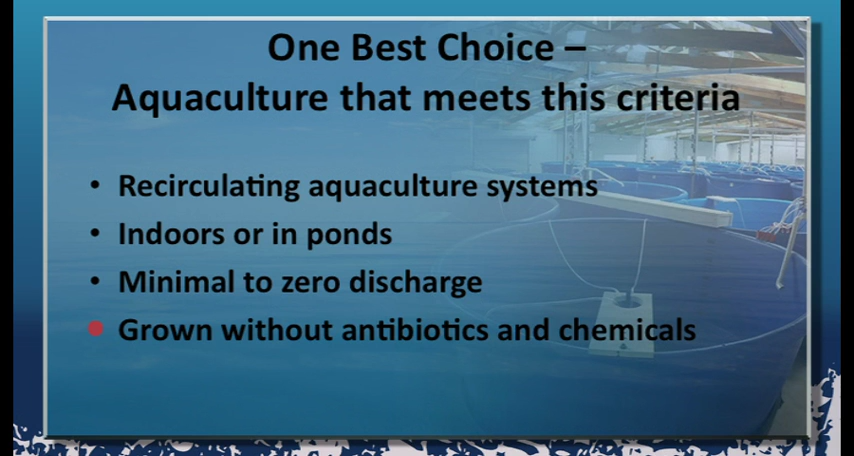 One Best Choice –
Aquaculture that meets this criteria
• Recirculating aquaculture systems
• Indoors or in ponds
• Minimal to zero discharge
• Grown without antibiotics and chemicals